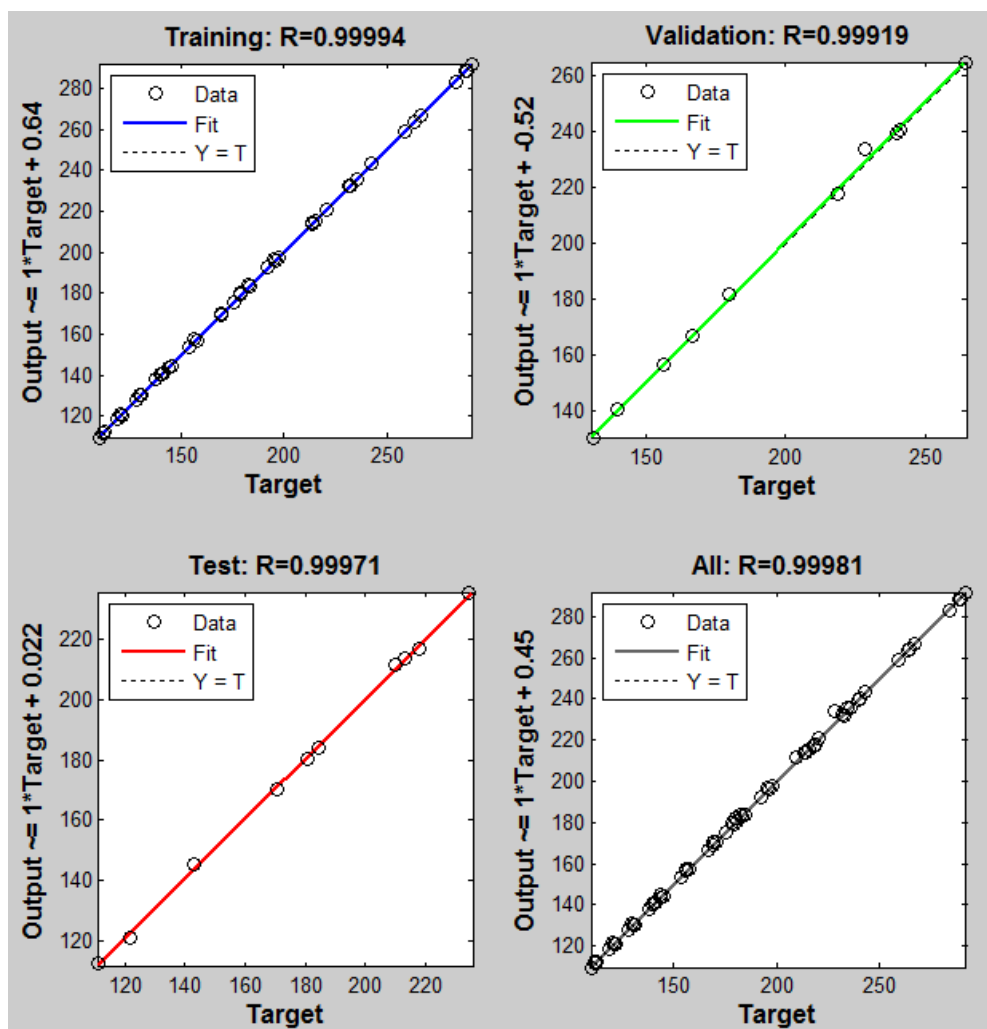 Training: R=0.99994
Output ~= 1*Target + 0.64
Data
Fit
Y = T
280
260
240
220
200
180
160
140
120
150
200
250
Target
Validation: R=0.99919
Output ~= 1*Target + -0.52
Data
Fit
Y = T
260
240
220
200
180
160
140
150
200
250
Target
Test: R=0.99971
Output ~= 1*Target + 0.022
Data
Fit
Y = T
220
200
180
160
140
120
120
140
160
180
200
220
Target
All: R=0.99981
Output ~= 1*Target + 0.45
Data
Fit
Y = T
280
260
240
220
200
180
160
140
120
150
200
250
Target